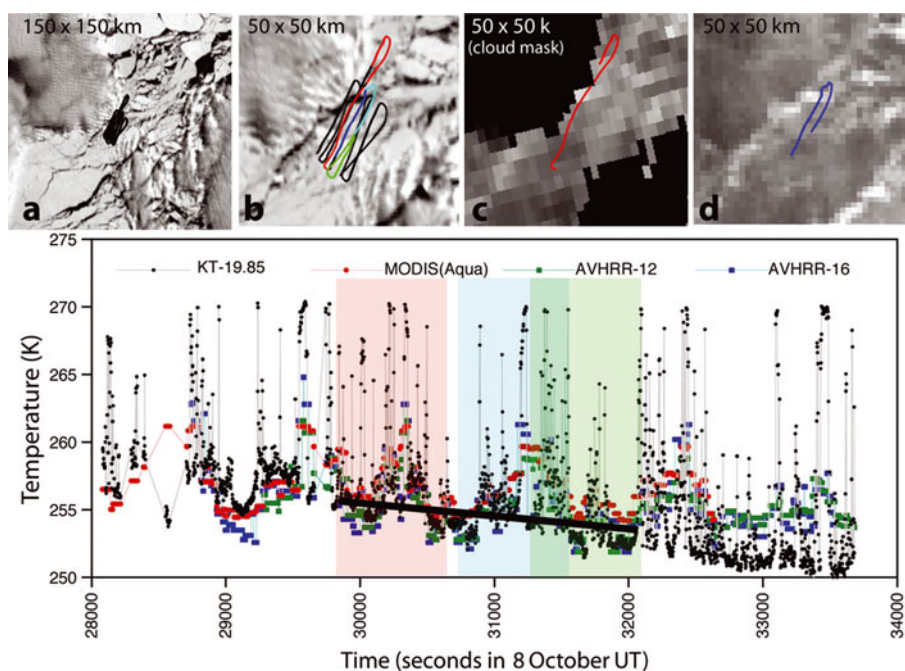 150 x 150 km
50 x 50 km
50 x 50 k
(cloud mask)
50 x 50 km
a
b
c
d
275
KT-19.85
MODIS(Aqua)
AVHRR-12
AVHRR-16
270
265
260
255
250
Temperature (K)
28000
29000
30000
31000
32000
33000
34000
Time (seconds in 8 October UT)